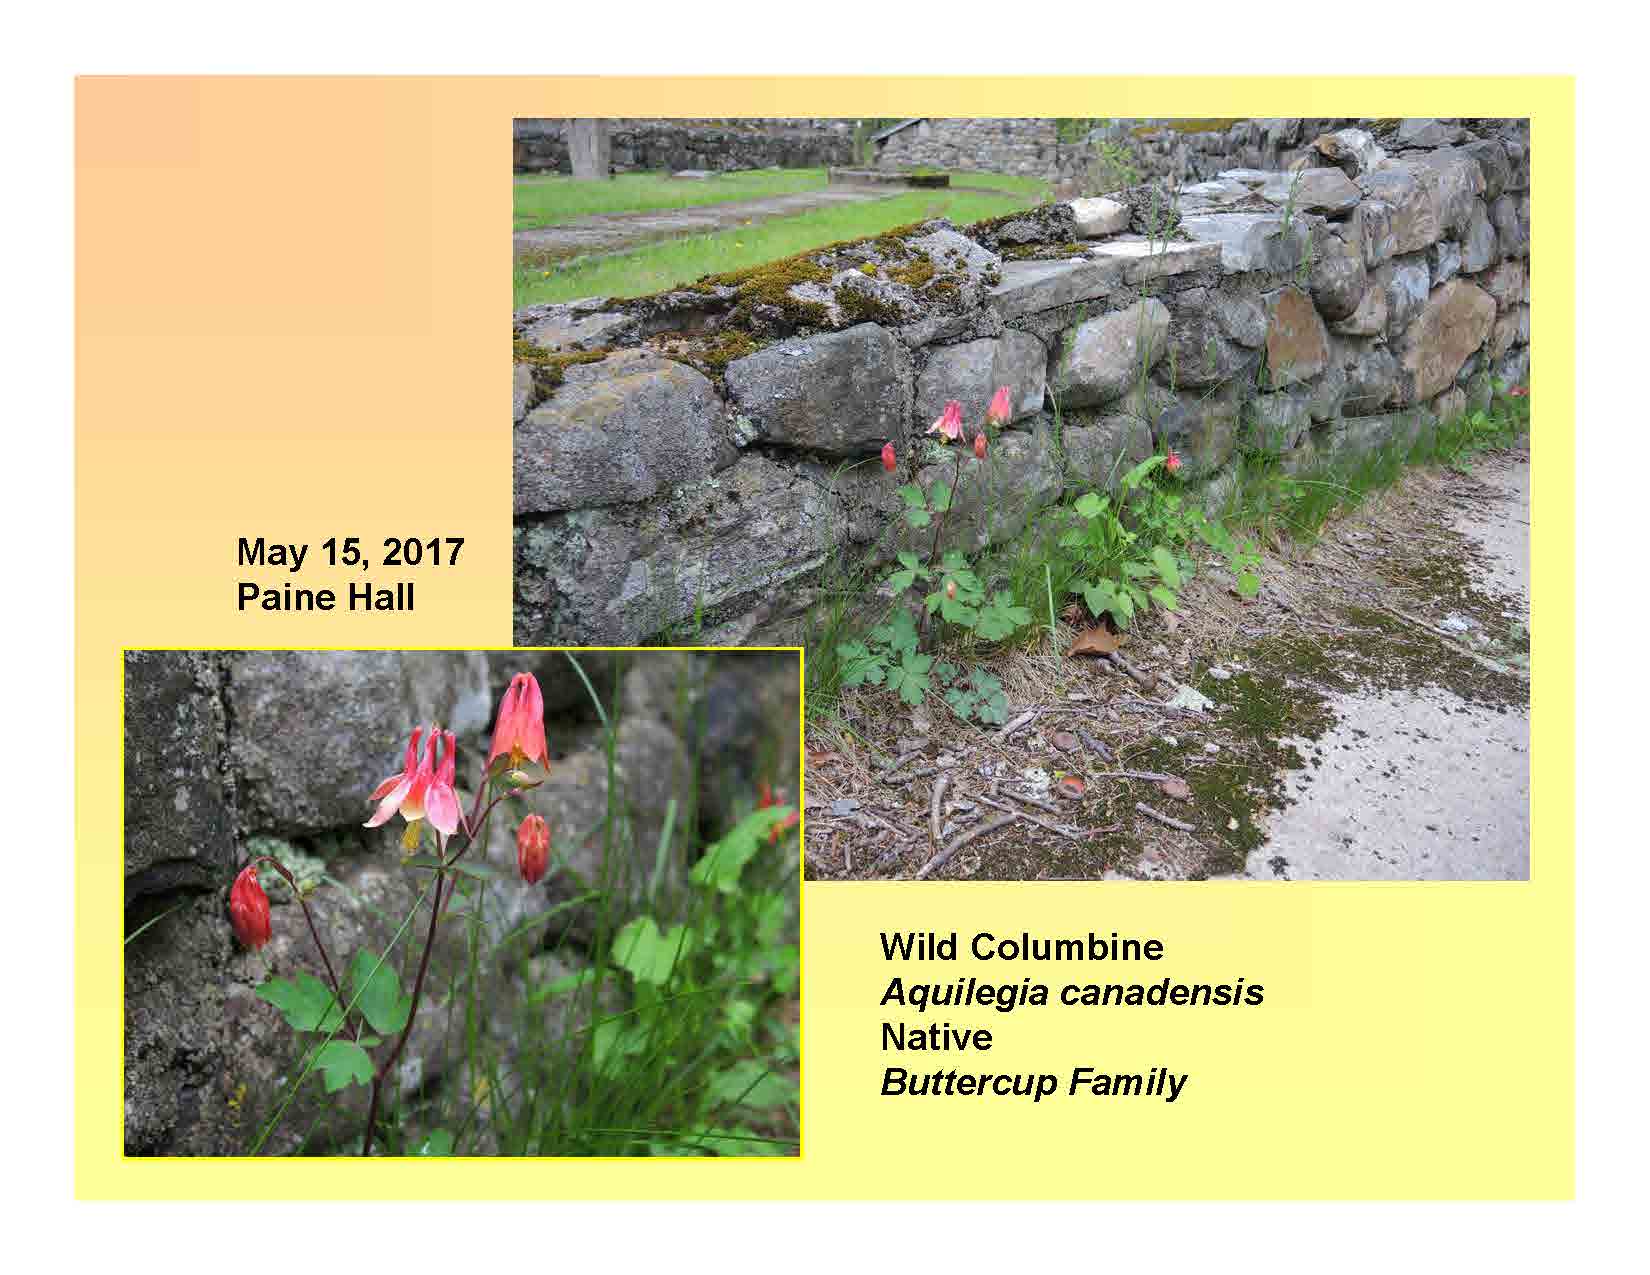 May 15, 2017
Paine Hall
Wild Columbine
Aquilegia canadensis
Native
Buttercup Family